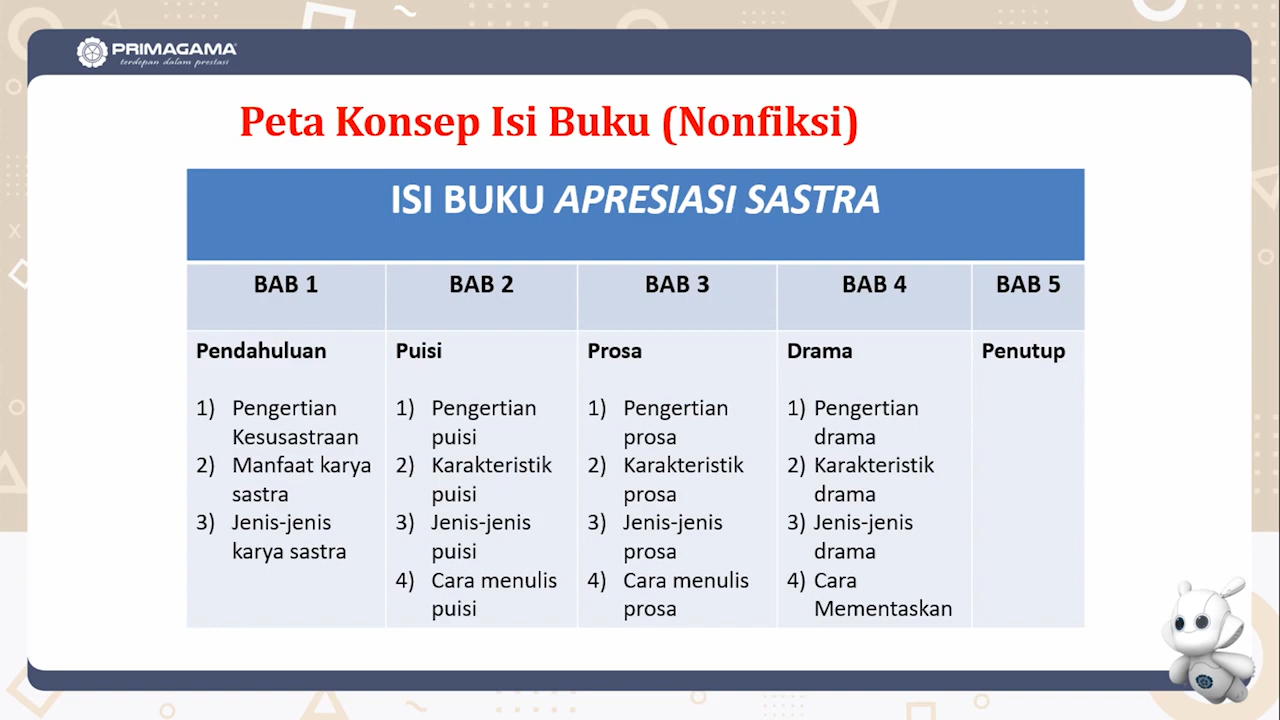 PRIMAGAMA
terdepan dalam prestasi
Peta Konsep Isi Buku (Nonfiksi)
ISI BUKU APRESIASI SASTRA
BAB 1
BAB 2
BAB 3
BAB 4
BAB 5
Pendahuluan
1) Pengertian
Kesusastraan
2) Manfaat karya
sastra
3) Jenis-jenis
karya sastra
Puisi
1) Pengertian
puisi
2) Karakteristik
puisi
3) Jenis-jenis
puisi
4) Cara menulis
puisi
Prosa
1) Pengertian
prosa
2) Karakteristik
prosa
3) Jenis-jenis
prosa
4) Cara menulis
prosa
Drama
1) Pengertian
drama
2) Karakteristik
drama
3) Jenis-jenis
drama
4) Cara
Mementaskan
Penutup